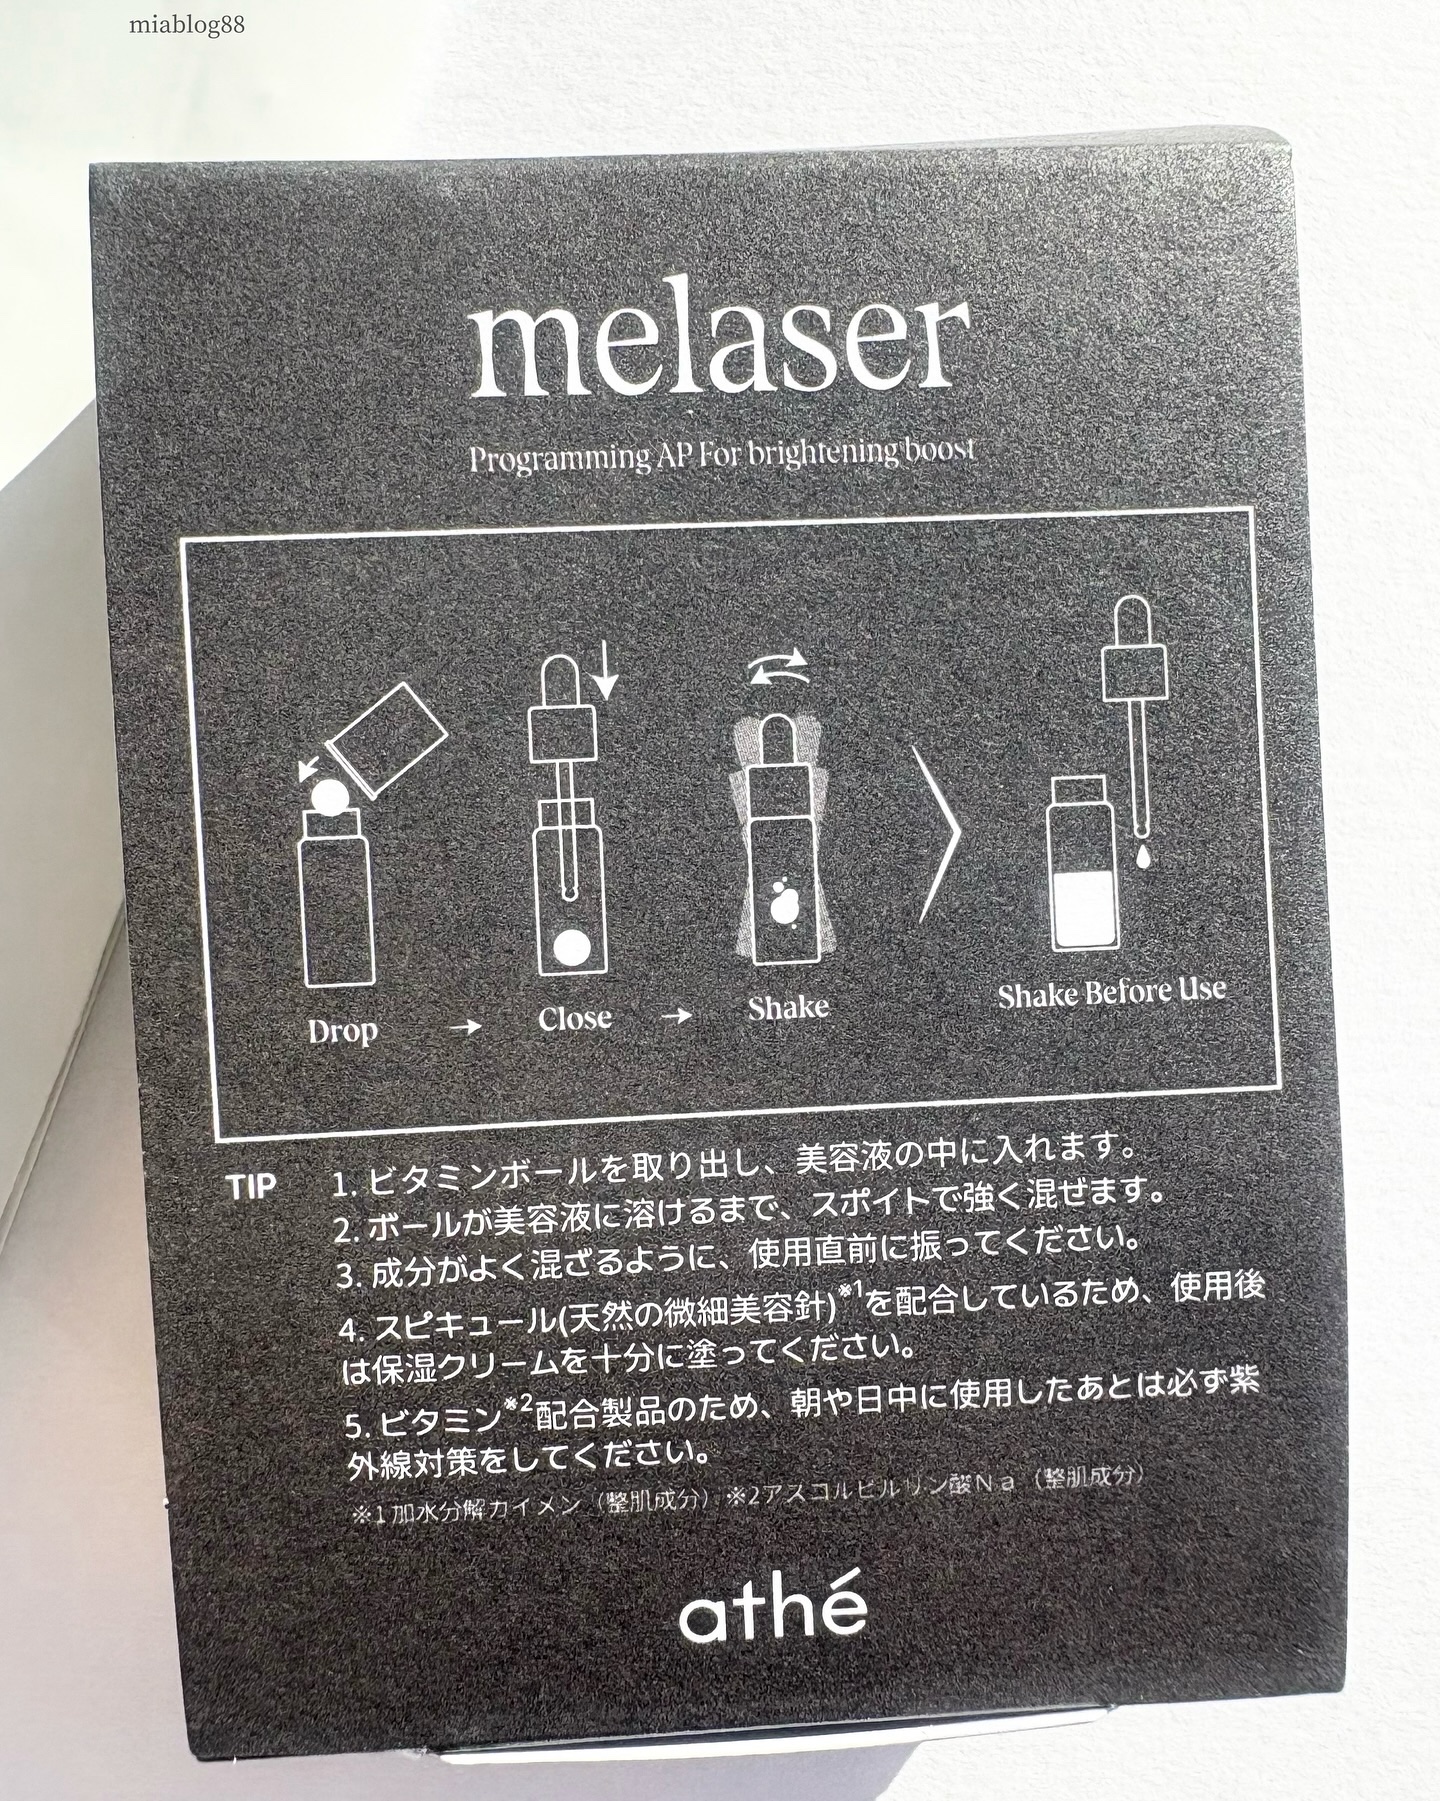 miablog88
melaser
Programming AP For brightening boost
Drop → Close → Shake
Shake Before Use
TIP
1. ビタミンボールを取り出し、美容液の中に入れます。
2. ボールが美容液に溶けるまで、スポイトで強く混ぜます。
3. 成分がよく混ざるように、使用直前に振ってください。
4. スピキュール(天然の微細美容針)※1を配合しているため、使用後
は保湿クリームを十分に塗ってください。
5. ビタミン※2配合製品のため、朝や日中に使用したあとは必ず紫
外線対策をしてください。
※1加水分解カイメン（整肌成分）※2アスコルビルリン酸Na（整肌成分）
athé